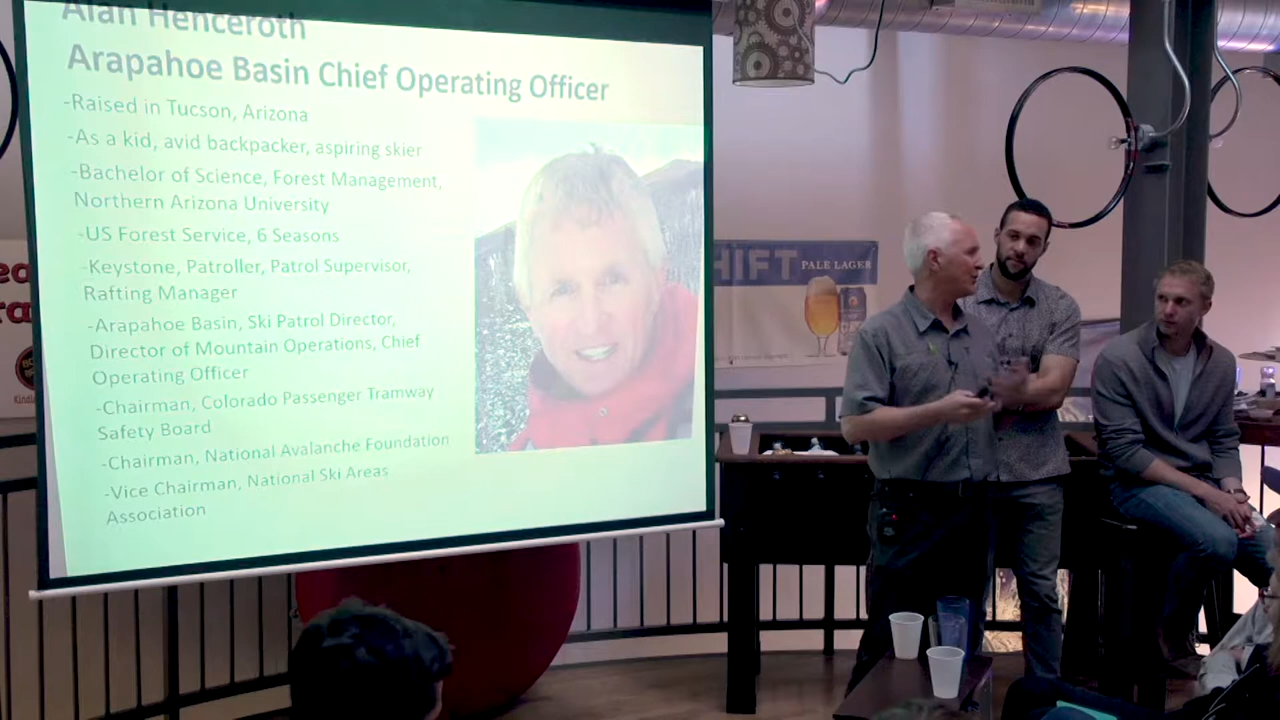 Alan Henceroth
Arapahoe Basin Chief Operating Officer
-Raised in Tucson, Arizona
-As a kid, avid backpacker, aspiring skier
-Bachelor of Science, Forest Management,
Northern Arizona University
-US Forest Service, 6 Seasons
-Keystone, Patroller, Patrol Supervisor,
Rafting Manager
-Arapahoe Basin, Ski Patrol Director,
Director of Mountain Operations, Chief
Operating Officer
-Chairman, Colorado Passenger Tramway
Safety Board
-Chairman, National Avalanche Foundation
-Vice Chairman, National Ski Areas
Association
HIFT PALE LAGER